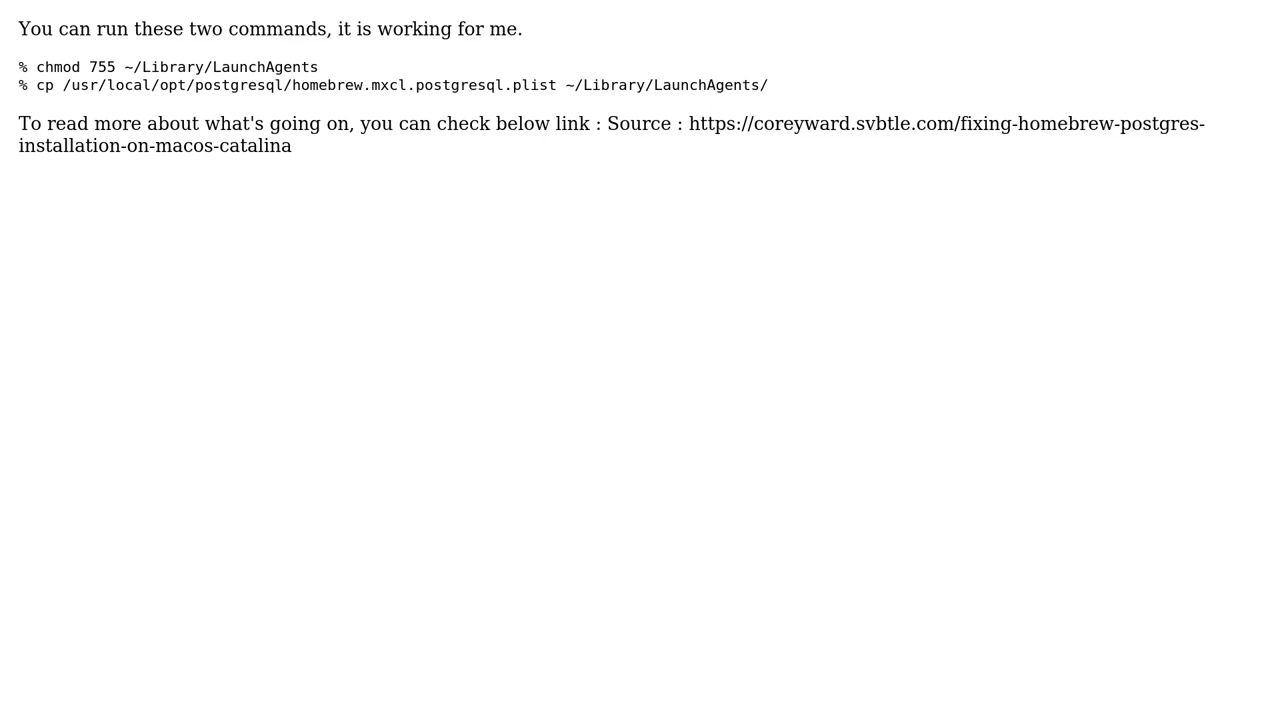 You can run these two commands, it is working for me.
% chmod 755 ~/Library/LaunchAgents
% cp /usr/local/opt/postgresql/homebrew.mxcl.postgresql.plist ~/Library/LaunchAgents/
To read more about what's going on, you can check below link : Source : https://coreyward.svbtle.com/fixing-homebrew-postgres-
installation-on-macos-catalina